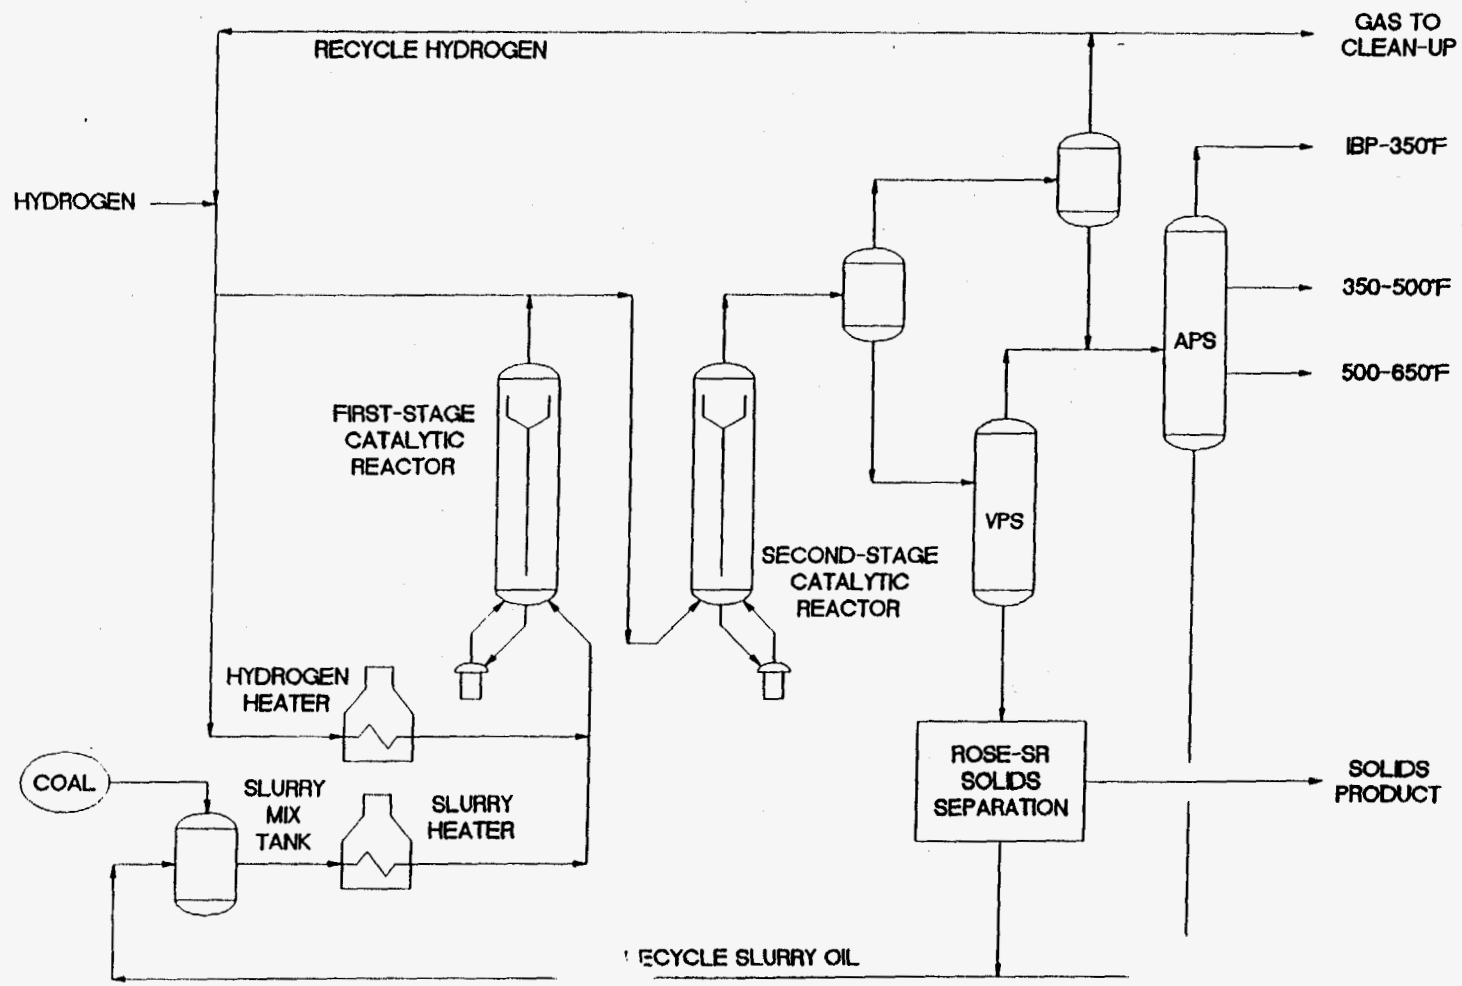 GAS TO
CLEAN-UP
RECYCLE HYDROGEN
IBP-350°F
HYDROGEN
350-500°F
APS
500-650°F
FIRST-STAGE
CATALYTIC
REACTOR
VPS
SECOND-STAGE
CATALYTIC
REACTOR
HYDROGEN
HEATER
ROSE-SR
SOLIDS
SEPARATION
SOLIDS
PRODUCT
COAL
SLURRY
MIX
TANK
SLURRY
HEATER
ECYCLE SLURRY OIL